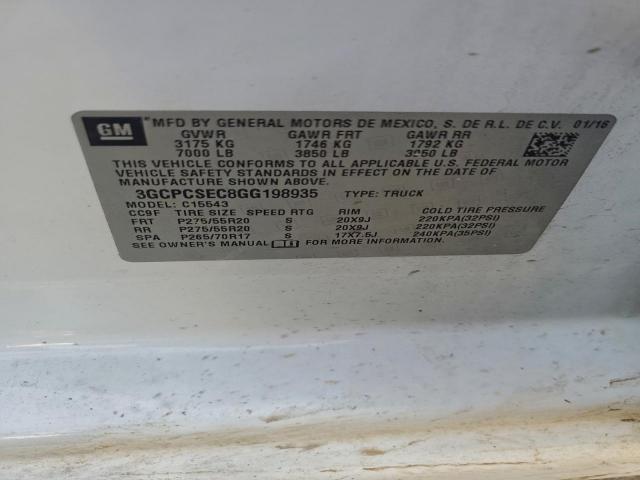 GM
MFD BY GENERAL MOTORS DE MEXICO, S. DE R.L. DE C.V. 01/16
GVWR GAWR FRT GAWR RR
3175 KG 1746 KG 1792 KG
7000 LB 3850 LB 3950 LB
THIS VEHICLE CONFORMS TO ALL APPLICABLE U.S. FEDERAL MOTOR
VEHICLE SAFETY STANDARDS IN EFFECT ON THE DATE OF
MANUFACTURE SHOWN ABOVE.
3GCPCSEC8GG198935 TYPE: TRUCK
MODEL: C15543
CC9F TIRE SIZE SPEED RTG RIM COLD TIRE PRESSURE
FRT P275/55R20 S 20X9J 220KPA(32PSI)
RR P275/55R20 S 20X9J 220KPA(32PSI)
SPA P265/70R17 S 17X7.5J 240KPA(35PSI)
SEE OWNER'S MANUAL FOR MORE INFORMATION.